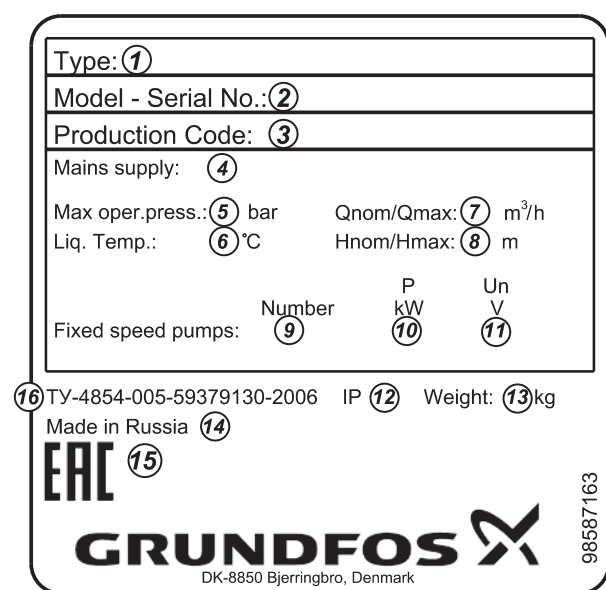 Type: 1
Model - Serial No.: 2
Production Code: 3
Mains supply: 4
Max oper.press.: 5 bar Qnom/Qmax: 7 m³/h
Liq. Temp.: 6 °C Hnom/Hmax: 8 m
P Un
Number kW V
Fixed speed pumps: 9 10 11
16 ТУ-4854-005-59379130-2006 IP 12 Weight: 13 kg
Made in Russia 14
EAC 15
98587163
GRUNDFOS
DK-8850 Bjerringbro, Denmark